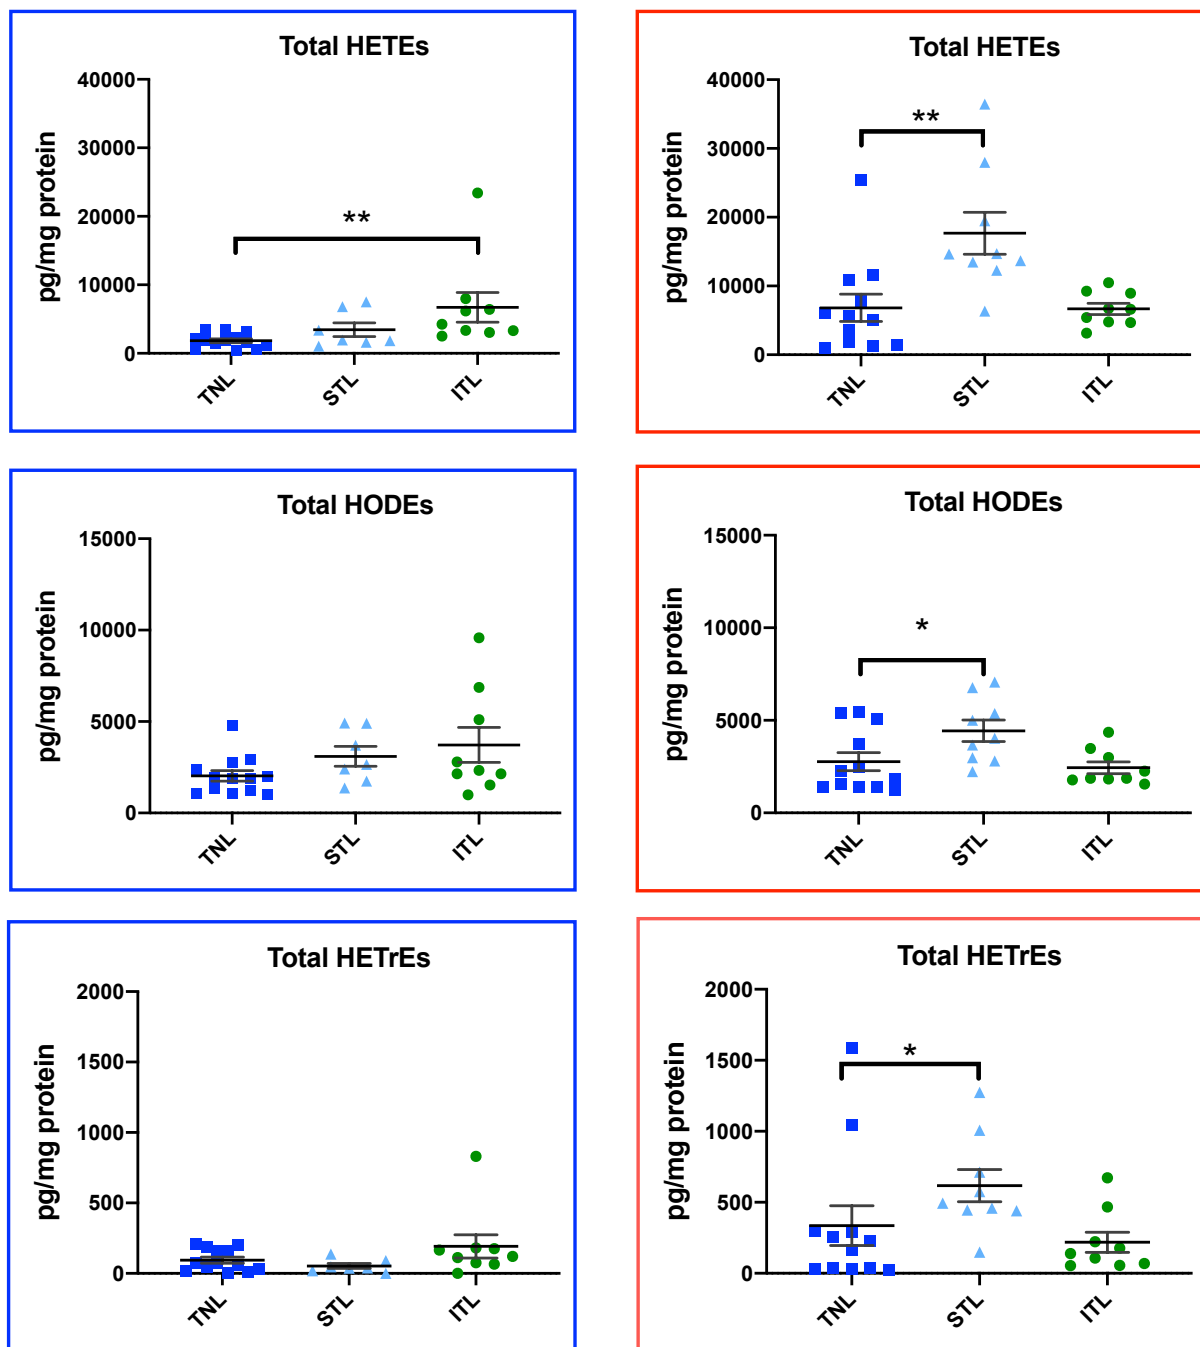 Total HETEs
pg/mg protein
40000
30000
20000
10000
0
**
TNL
STL
ITL
Total HETEs
pg/mg protein
40000
30000
20000
10000
0
**
TNL
STL
ITL
Total HODEs
pg/mg protein
15000
10000
5000
0
TNL
STL
ITL
Total HODEs
pg/mg protein
15000
10000
5000
0
*
TNL
STL
ITL
Total HETrEs
pg/mg protein
2000
1500
1000
500
0
TNL
STL
ITL
Total HETrEs
pg/mg protein
2000
1500
1000
500
0
*
TNL
STL
ITL